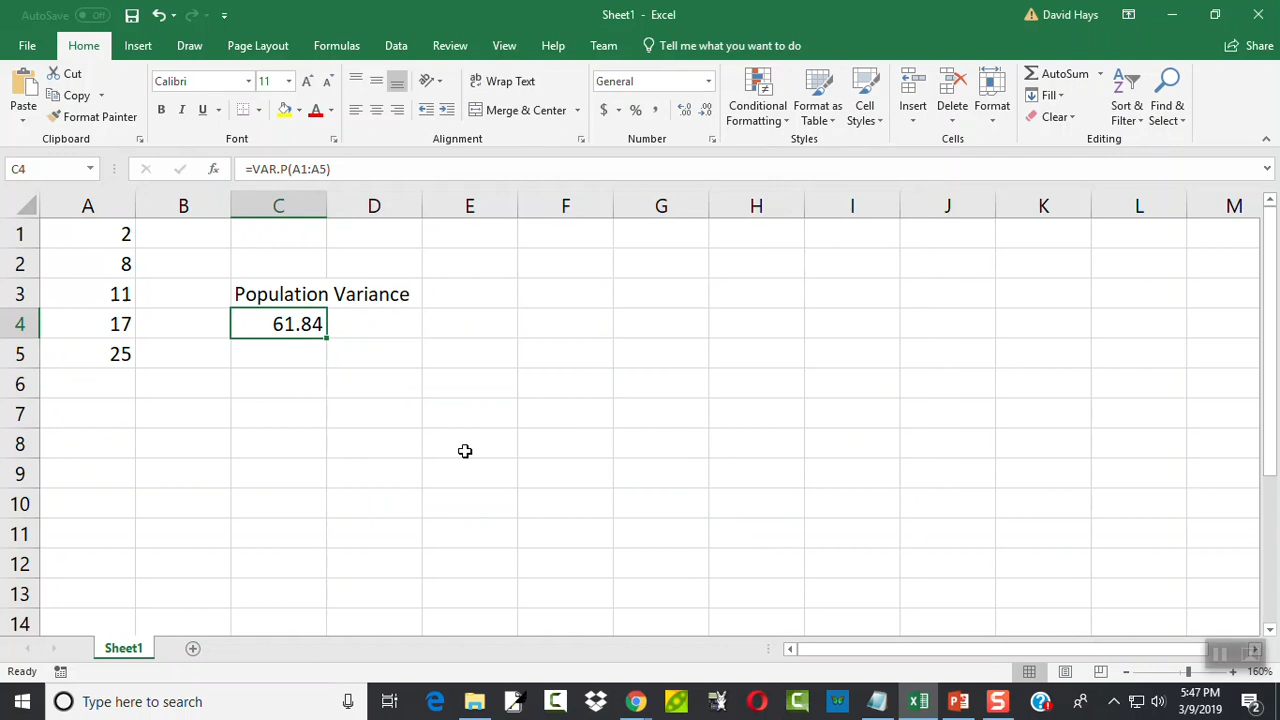 AutoSave Off
Sheet1 - Excel
David Hays
File Home Insert Draw Page Layout Formulas Data Review View Help Team Tell me what you want to do Share
Paste
Cut
Copy
Format Painter
Clipboard
Calibri 11
B I U A
Font
Wrap Text
Merge & Center
Alignment
General
$ % ,
Number
Conditional Formatting
Format as Table
Cell Styles
Styles
Insert
Delete
Format
Cells
AutoSum
Fill
Clear
Sort & Filter
Find & Select
Editing
C4 fx =VAR.P(A1:A5)
A B C D E F G H I J K L M
1 2
2 8
3 11 Population Variance
4 17 61.84
5 25
6
7
8
9
10
11
12
13
14
Sheet1
Ready 160%
Type here to search
5:47 PM
3/9/2019
2